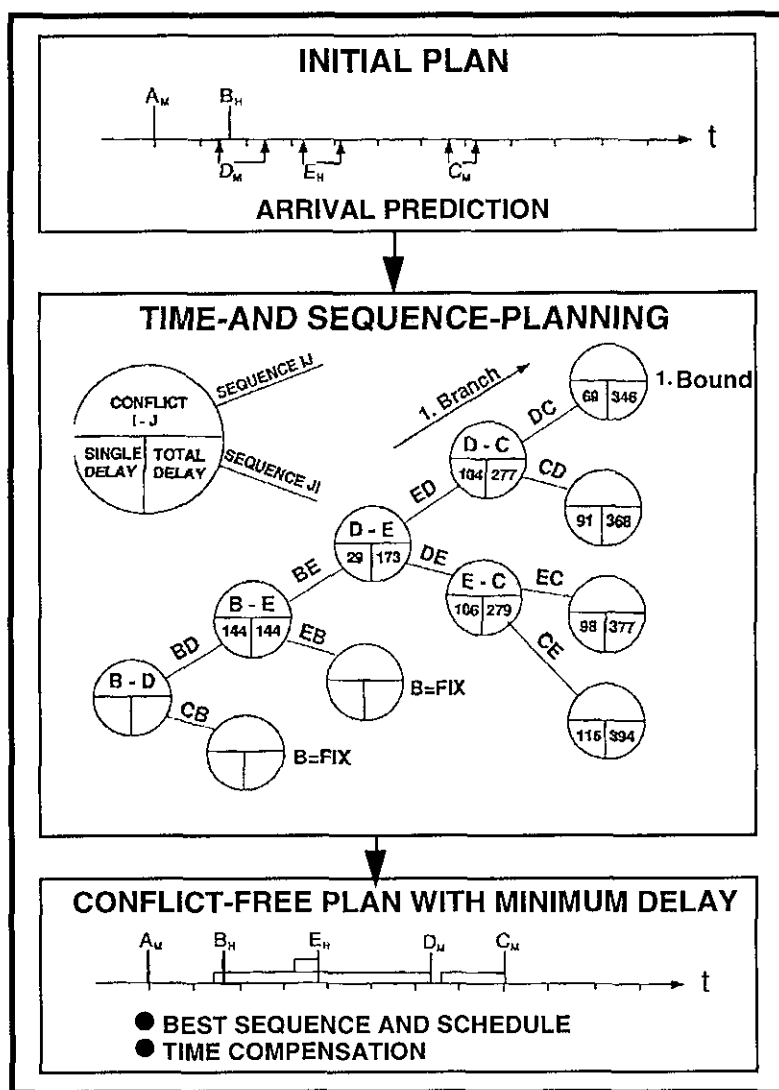 INITIAL PLAN
A_M B_H
t
D_M E_H C_M
ARRIVAL PREDICTION
TIME-AND SEQUENCE-PLANNING
SEQUENCE IJ
CONFLICT
I - J
SINGLE DELAY
TOTAL DELAY
SEQUENCE JI
1. Branch
1. Bound
69 346
DC
D - C
104 277
CD
91 368
ED
D - E
29 173
DE
E - C
106 279
EC
98 377
CE
115 394
BE
B - E
144 144
EB
B=FIX
BD
B - D
CB
B=FIX
CONFLICT-FREE PLAN WITH MINIMUM DELAY
A_M B_H E_H D_M C_M
t
● BEST SEQUENCE AND SCHEDULE
● TIME COMPENSATION